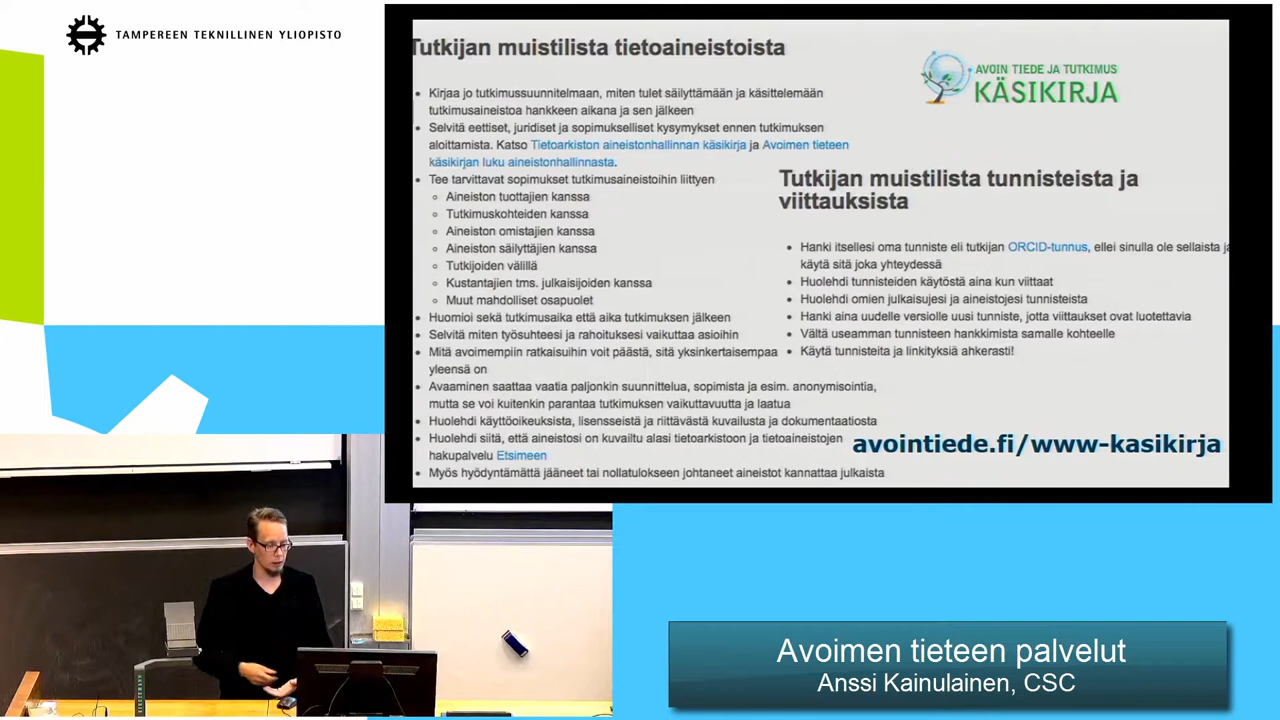 TAMPEREEN TEKNILLINEN YLIOPISTO
Tutkijan muistilista tietoaineistoista
Kirjaa jo tutkimussuunnitelmaan, miten tulet säilyttämään ja käsittelemään
tutkimusaineistoa hankkeen aikana ja sen jälkeen
Selvitä eettiset, juridiset ja sopimukselliset kysymykset ennen tutkimuksen
aloittamista. Katso Tietoarkiston aineistonhallinnan käsikirja ja Avoimen tieteen
käsikirjan luku aineistonhallinnasta.
Tee tarvittavat sopimukset tutkimusaineistoihin liittyen
Aineiston tuottajien kanssa
Tutkimuskohteiden kanssa
Aineiston omistajien kanssa
Aineiston säilyttäjien kanssa
Tutkijoiden välillä
Kustantajien tms. julkaisijoiden kanssa
Muut mahdolliset osapuolet
Huomioi sekä tutkimusaika että aika tutkimuksen jälkeen
Selvitä miten työsuhteesi ja rahoituksesi vaikuttaa asioihin
Mitä avoimempiin ratkaisuihin voit päästä, sitä yksinkertaisempaa
yleensä on
Avaaminen saattaa vaatia paljonkin suunnittelua, sopimista ja esim. anonymisointia,
mutta se voi kuitenkin parantaa tutkimuksen vaikuttavuutta ja laatua
Huolehdi käyttöoikeuksista, lisensseistä ja riittävästä kuvailusta ja dokumentaatiosta
Huolehdi siitä, että aineistosi on kuvailtu alasi tietoarkistoon ja tietoaineistojen
hakupalvelu Etsimeen
Myös hyödyntämättä jääneet tai nollatulokseen johtaneet aineistot kannattaa julkaista
AVOIN TIEDE JA TUTKIMUS
KÄSIKIRJA
Tutkijan muistilista tunnisteista ja
viittauksista
Hanki itsellesi oma tunniste eli tutkijan ORCID-tunnus, ellei sinulla ole sellaista ja
käytä sitä joka yhteydessä
Huolehdi tunnisteiden käytöstä aina kun viittaat
Huolehdi omien julkaisujesi ja aineistojesi tunnisteista
Hanki aina uudelle versiolle uusi tunniste, jotta viittaukset ovat luotettavia
Vältä useamman tunnisteen hankkimista samalle kohteelle
Käytä tunnisteita ja linkityksiä ahkerasti!
avointiede.fi/www-kasikirja
Avoimen tieteen palvelut
Anssi Kainulainen, CSC